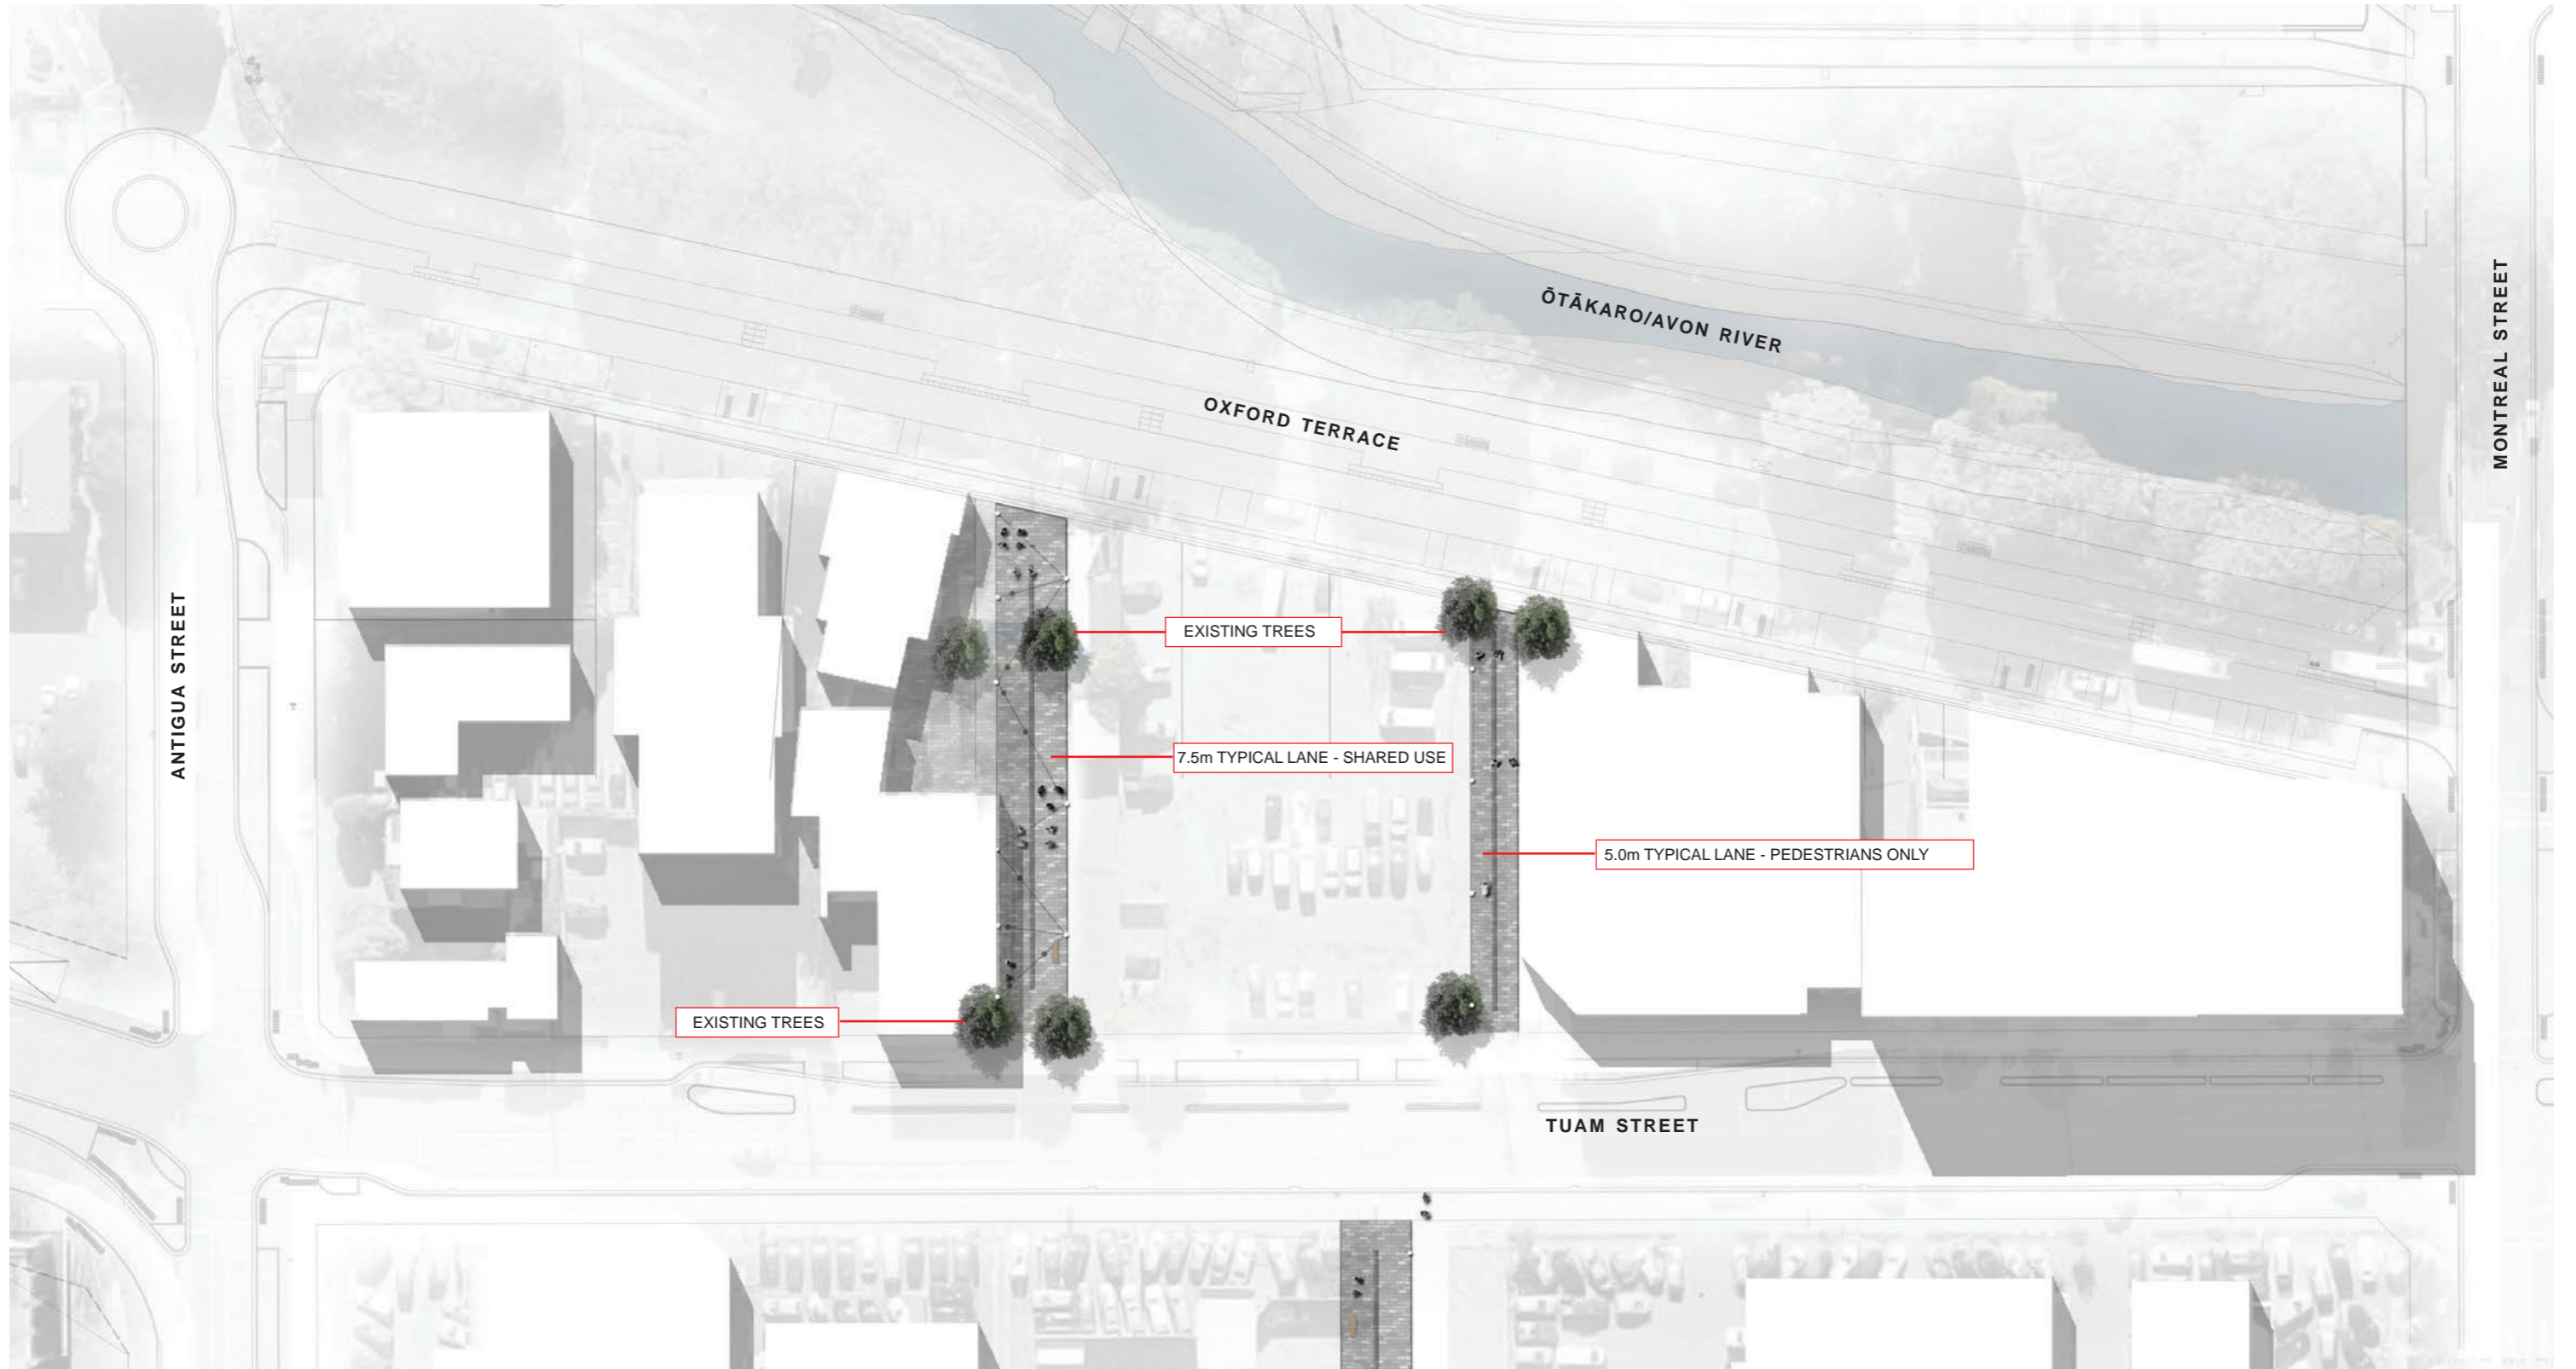 ŌTĀKARO/AVON RIVER
MONTREAL STREET
OXFORD TERRACE
ANTIGUA STREET
EXISTING TREES
7.5m TYPICAL LANE - SHARED USE
5.0m TYPICAL LANE - PEDESTRIANS ONLY
EXISTING TREES
TUAM STREET